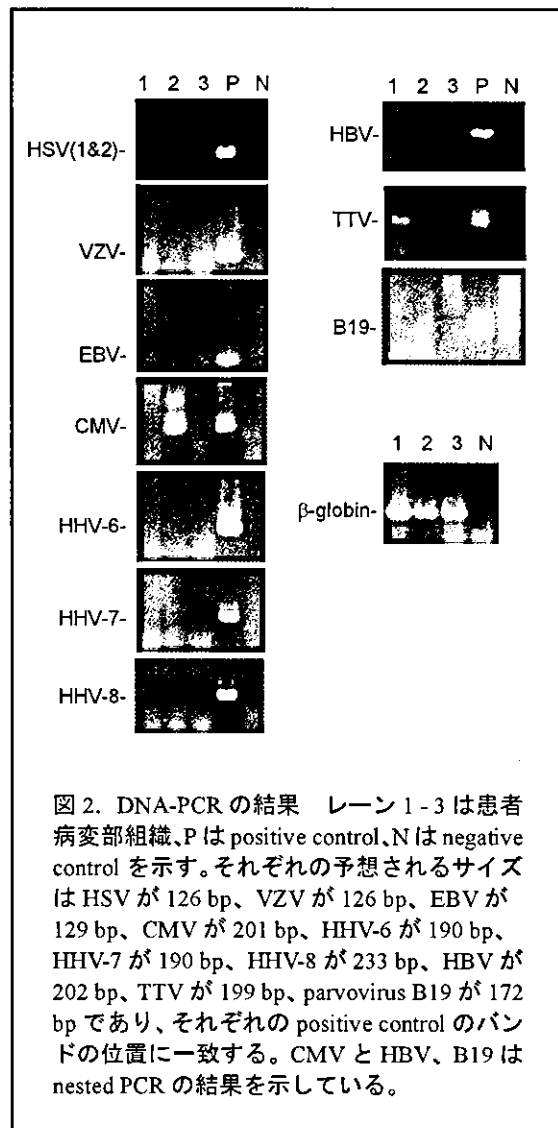 1 2 3 P N
HSV(1&2)-
VZV-
EBV-
CMV-
HHV-6-
HHV-7-
HHV-8-
1 2 3 P N
HBV-
TTV-
B19-
1 2 3 N
β-globin-
図 2. DNA-PCR の結果 レーン 1 - 3 は患者
病変部組織、P は positive control、N は negative
control を示す。それぞれの予想されるサイズ
は HSV が 126 bp、VZV が 126 bp、EBV が
129 bp、CMV が 201 bp、HHV-6 が 190 bp、
HHV-7 が 190 bp、HHV-8 が 233 bp、HBV が
202 bp、TTV が 199 bp、parvovirus B19 が 172
bp であり、それぞれの positive control のバン
ドの位置に一致する。CMV と HBV、B19 は
nested PCR の結果を示している。